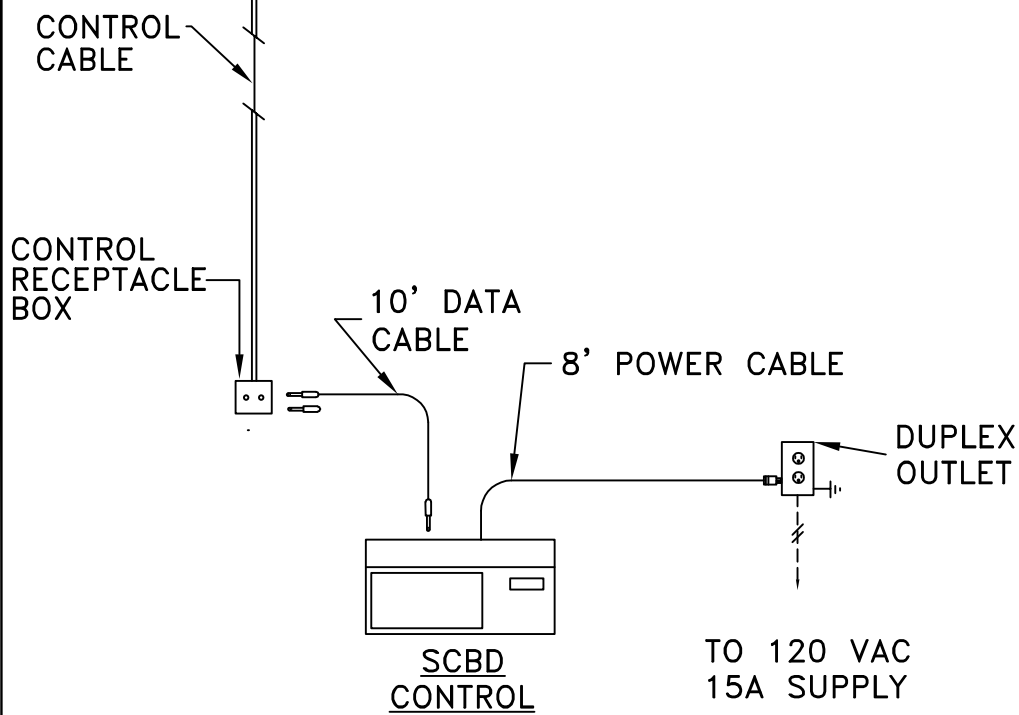 CONTROL
CABLE
CONTROL
RECEPTACLE
BOX
10' DATA
CABLE
8' POWER CABLE
DUPLEX
OUTLET
SCBD
CONTROL
TO 120 VAC
15A SUPPLY